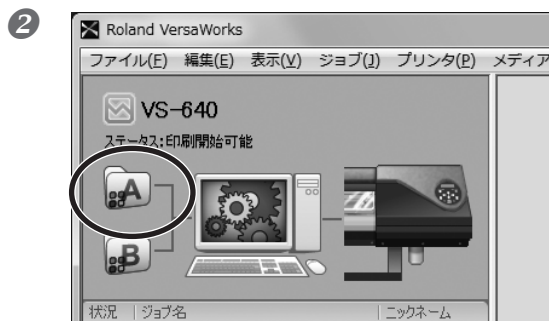 2
Roland VersaWorks
ファイル(F) 編集(E) 表示(V) ジョブ(J) プリンタ(P) メディア
VS-640
ステータス：印刷開始可能
A
B
状況 ジョブ名 ニックネーム